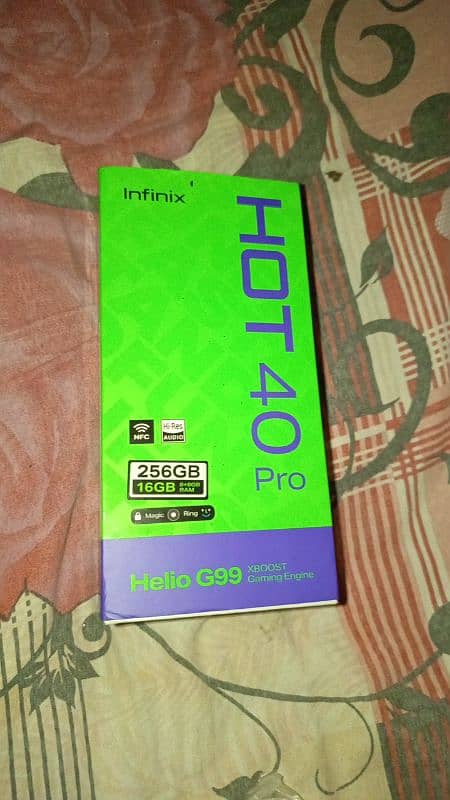 Infinix
HOT 40
Pro
NFC
Hi-Res
AUDIO
256GB
16GB 8+8GB
RAM
Magic Ring
Helio G99 XBOOST
Gaming Engine